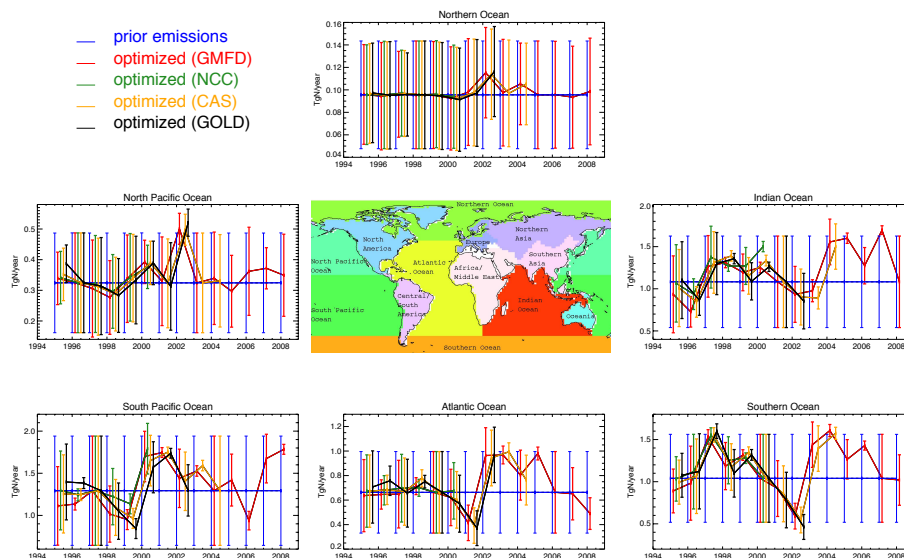 Northern Ocean
prior emissions
optimized (GMFD)
optimized (NCC)
optimized (CAS)
optimized (GOLD)
TgN/year
0.16
0.14
0.12
0.10
0.08
0.06
0.04
1994 1996 1998 2000 2002 2004 2006 2008
North Pacific Ocean
TgN/year
0.5
0.4
0.3
0.2
1994 1996 1998 2000 2002 2004 2006 2008
Northern Ocean
North
America
Europe
Northern
Asia
Southern
Asia
North Pacific
Ocean
Atlantic
Ocean
Africa/
Middle East
Central/
South
America
South Pacific
Ocean
Indian
Ocean
Oceania
Southern Ocean
Indian Ocean
TgN/year
2.0
1.5
1.0
0.5
1994 1996 1998 2000 2002 2004 2006 2008
South Pacific Ocean
TgN/year
2.0
1.5
1.0
1994 1996 1998 2000 2002 2004 2006 2008
Atlantic Ocean
TgN/year
1.2
1.0
0.8
0.6
0.4
0.2
1994 1996 1998 2000 2002 2004 2006 2008
Southern Ocean
TgN/year
1.5
1.0
0.5
1994 1996 1998 2000 2002 2004 2006 2008